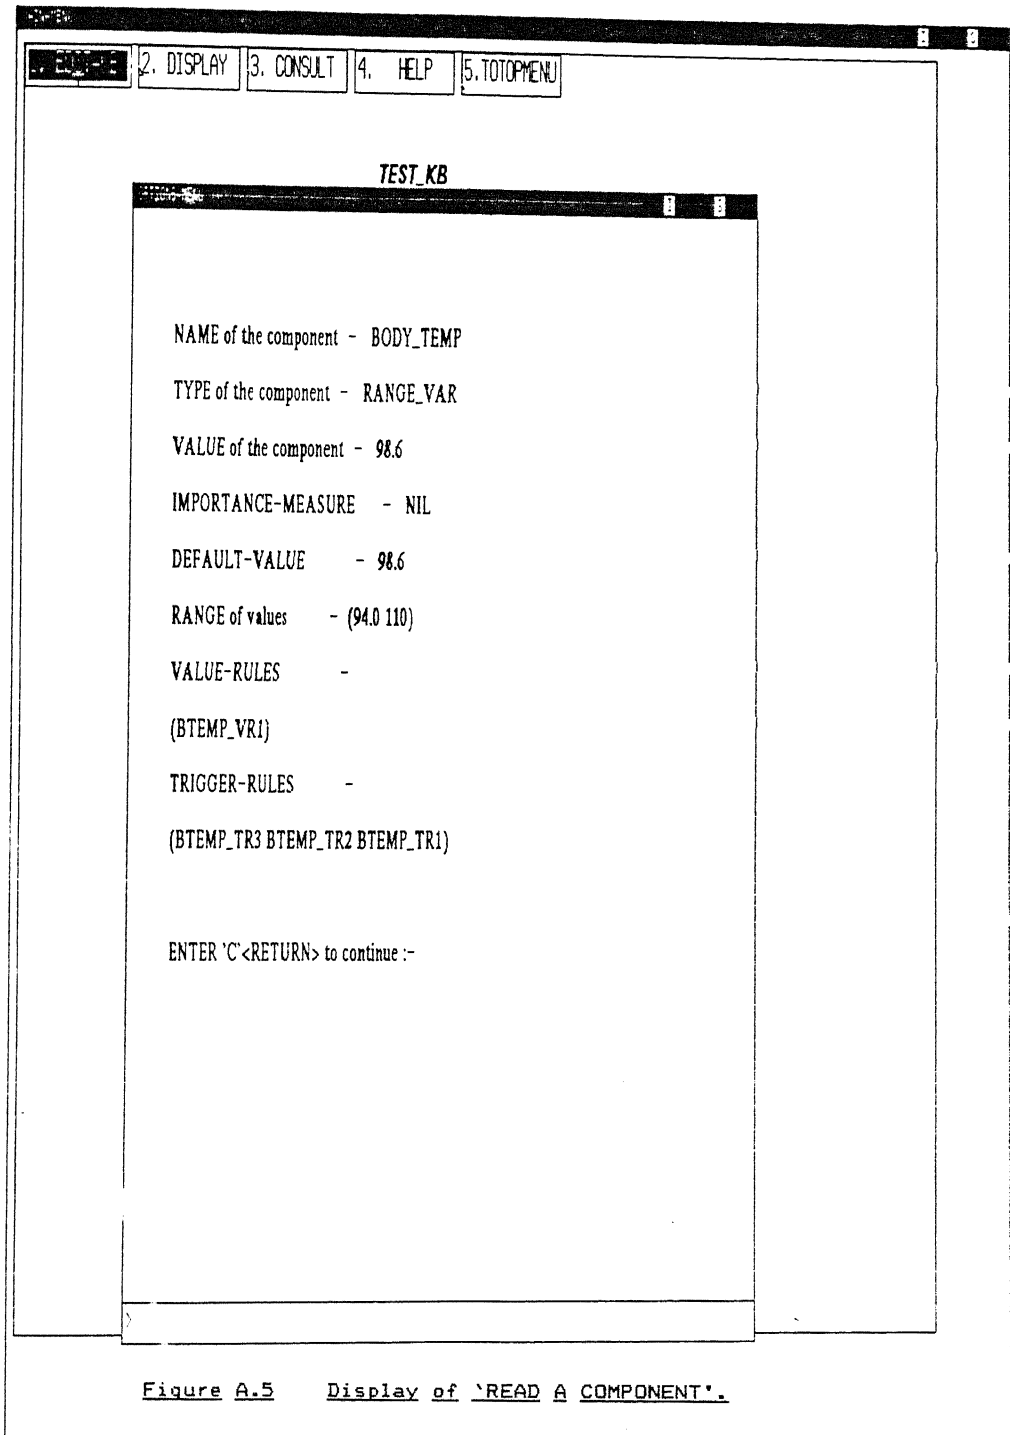 2. DISPLAY 3. CONSULT 4. HELP 5.TOTOPMENU
TEST_KB
NAME of the component - BODY_TEMP
TYPE of the component - RANGE_VAR
VALUE of the component - 98.6
IMPORTANCE-MEASURE - NIL
DEFAULT-VALUE - 98.6
RANGE of values - (94.0 110)
VALUE-RULES -
(BTEMP_VR1)
TRIGGER-RULES -
(BTEMP_TR3 BTEMP_TR2 BTEMP_TR1)
ENTER 'C'<RETURN> to continue :-
>
Figure A.5 Display of `READ A COMPONENT'.